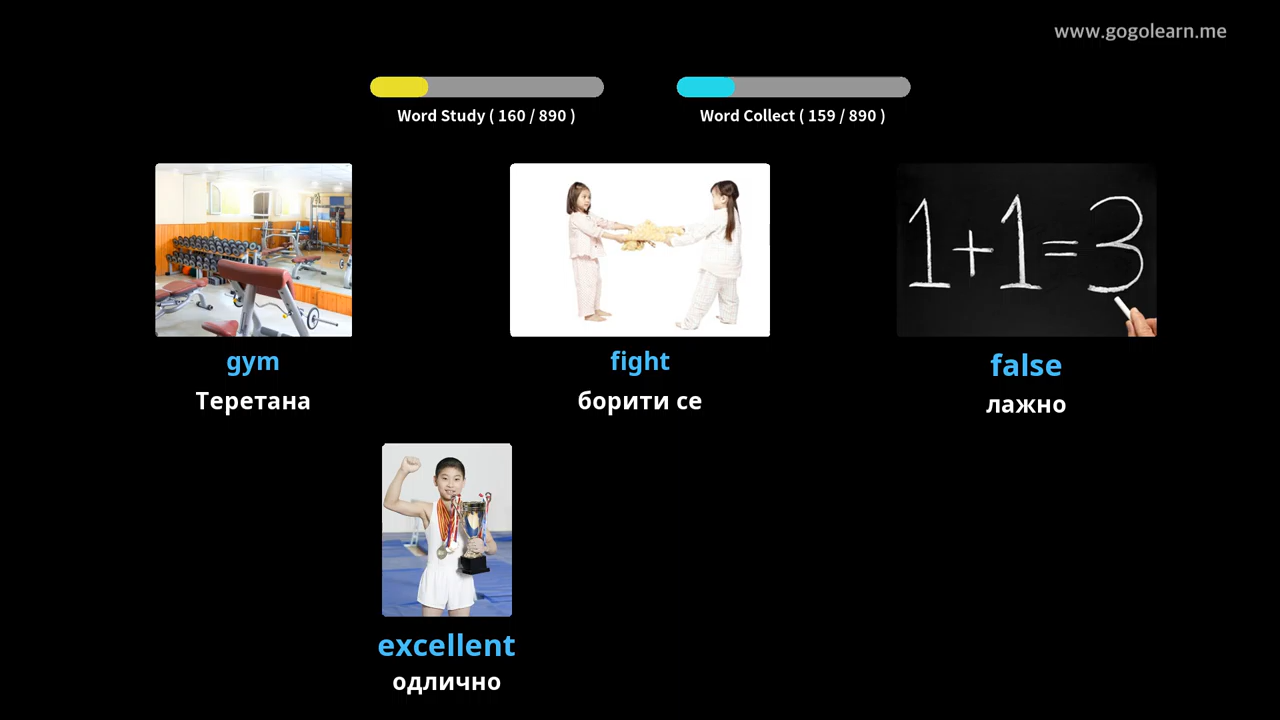 www.gogolearn.me
Word Study ( 160 / 890 )
Word Collect ( 159 / 890 )
1+1=3
gym
fight
false
Теретана
борити се
лажно
excellent
одлично